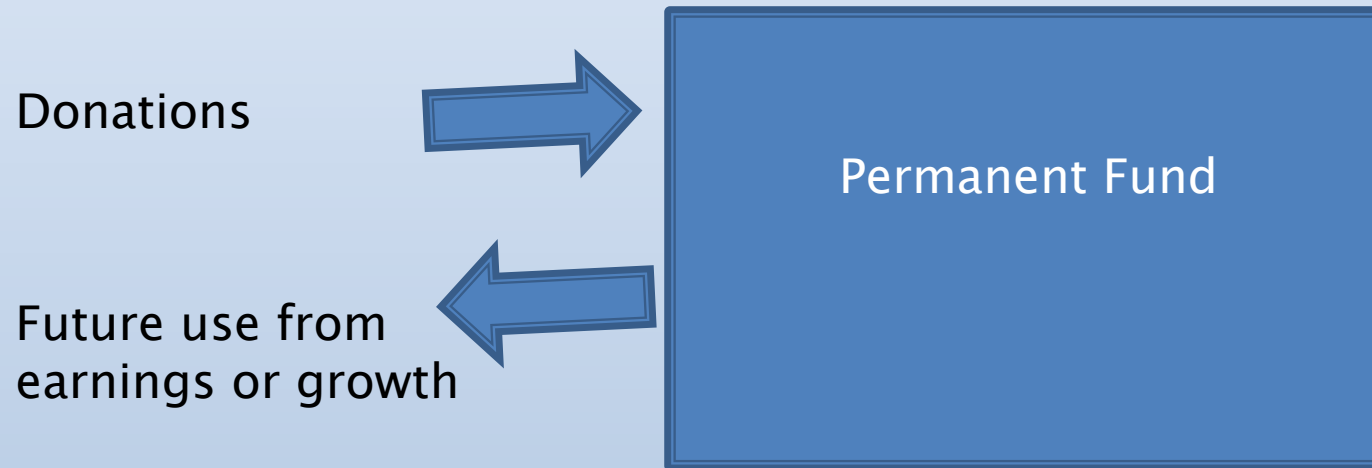 Donations
Permanent Fund
Future use from
earnings or growth